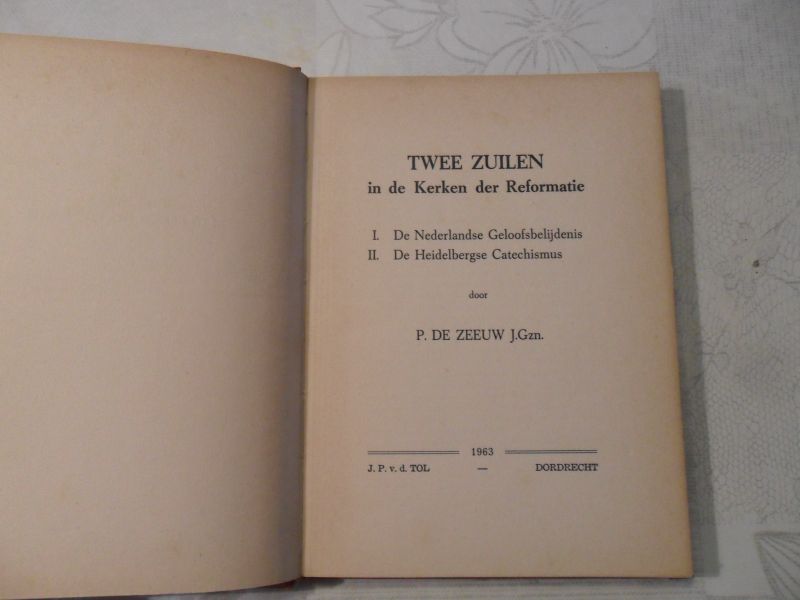 TWEE ZUILEN
in de Kerken der Reformatie
I. De Nederlandse Geloofsbelijdenis
II. De Heidelbergse Catechismus
door
P. DE ZEEUW J.Gzn.
1963
J. P. v. d. TOL — DORDRECHT